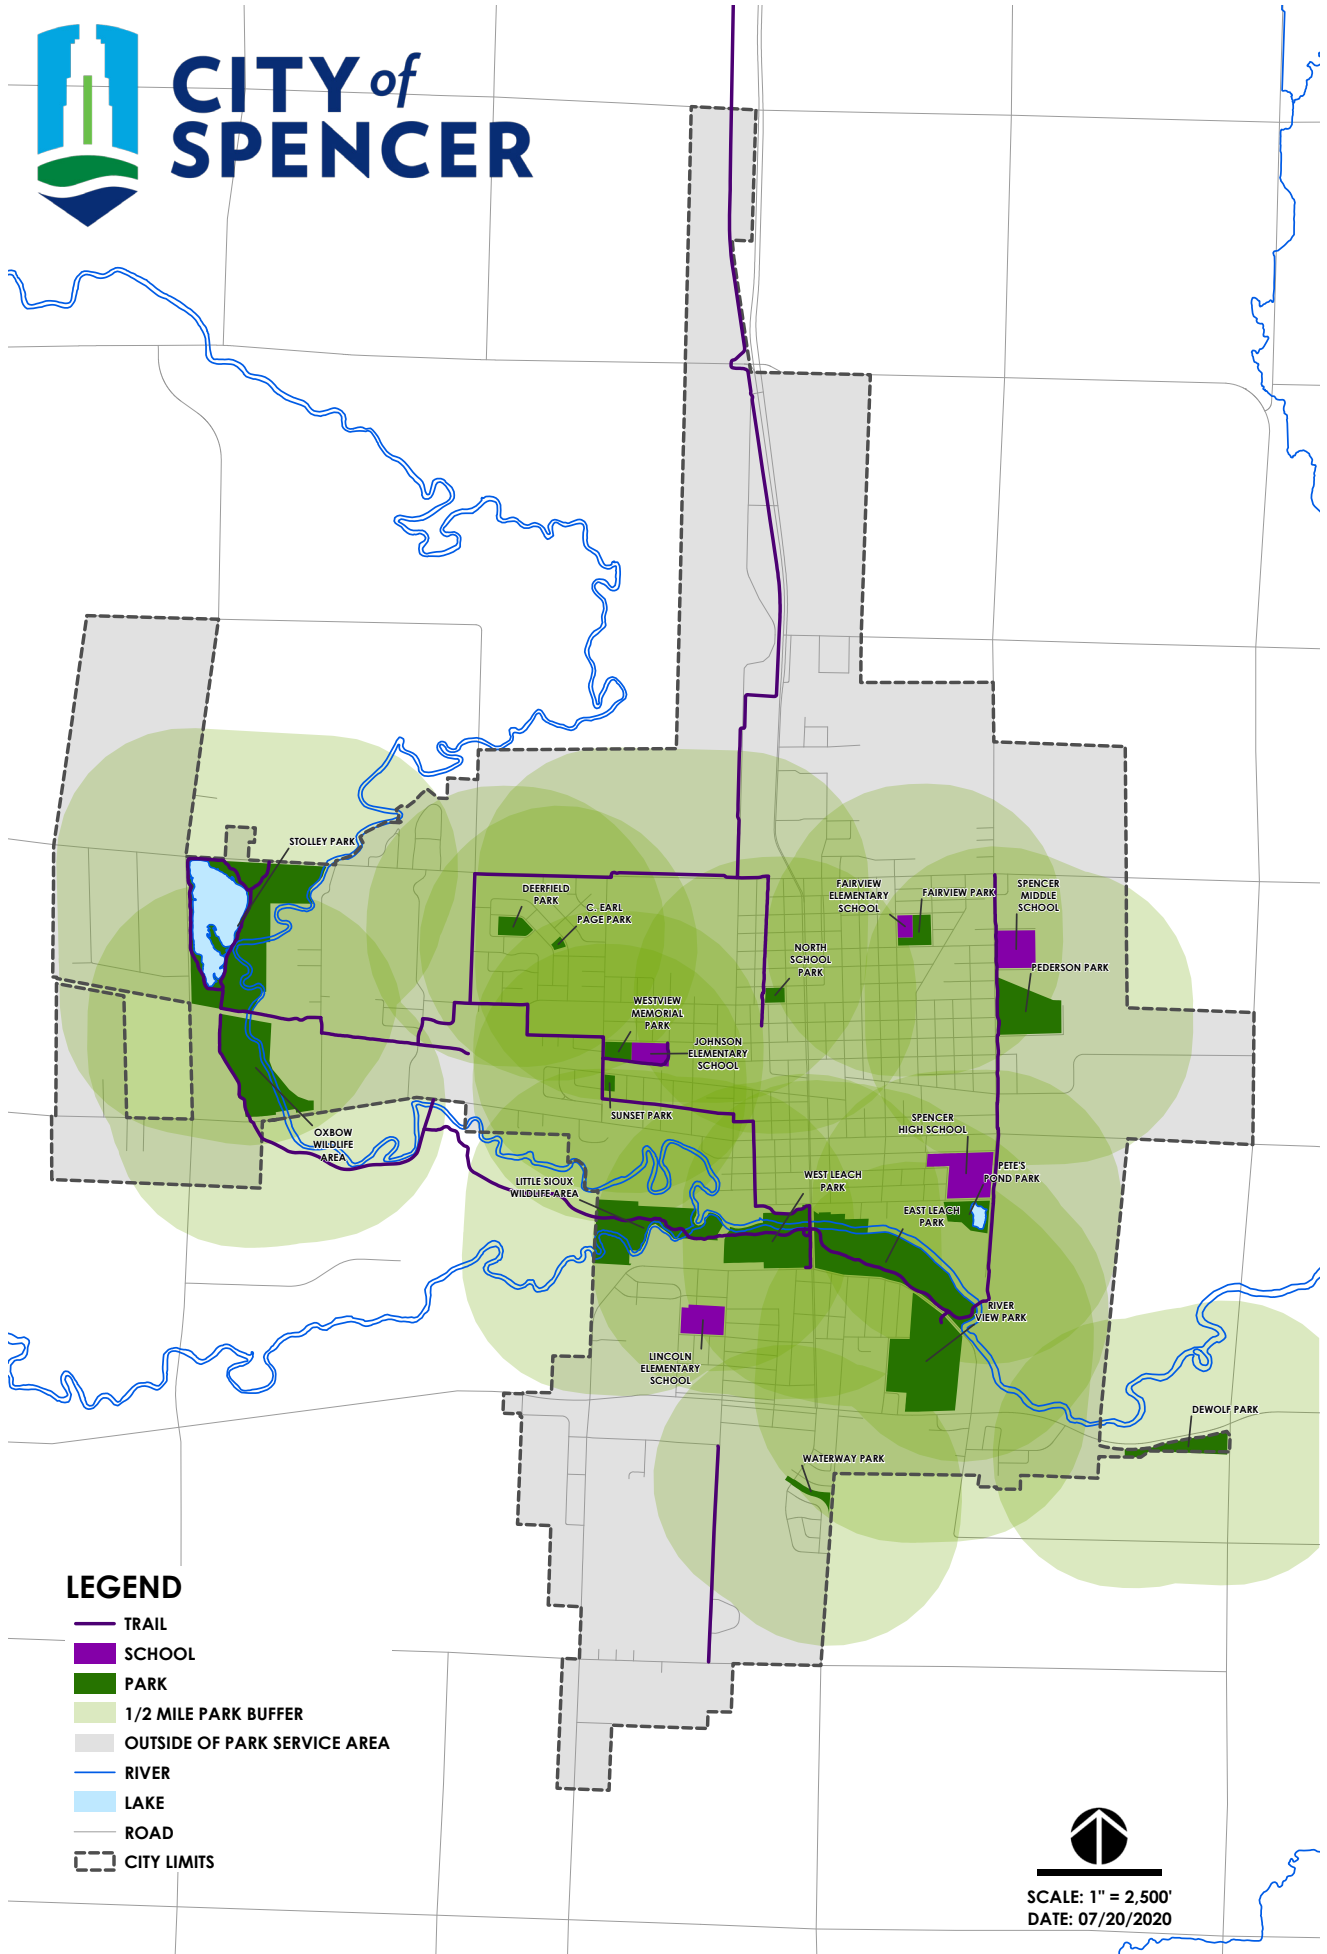 CITY of
SPENCER
STOLLEY PARK
DEERFIELD
PARK
C. EARL
PAGE PARK
FAIRVIEW
ELEMENTARY
SCHOOL
FAIRVIEW PARK
SPENCER
MIDDLE
SCHOOL
NORTH
SCHOOL
PARK
PEDERSON PARK
WESTVIEW
MEMORIAL
PARK
JOHNSON
ELEMENTARY
SCHOOL
SUNSET PARK
OXBOW
WILDLIFE
AREA
SPENCER
HIGH SCHOOL
PETE'S
POND PARK
WEST LEACH
PARK
LITTLE SIOUX
WILDLIFE AREA
EAST LEACH
PARK
RIVER
VIEW PARK
LINCOLN
ELEMENTARY
SCHOOL
DEWOLF PARK
WATERWAY PARK
LEGEND
TRAIL
SCHOOL
PARK
1/2 MILE PARK BUFFER
OUTSIDE OF PARK SERVICE AREA
RIVER
LAKE
ROAD
CITY LIMITS
SCALE: 1" = 2,500'
DATE: 07/20/2020